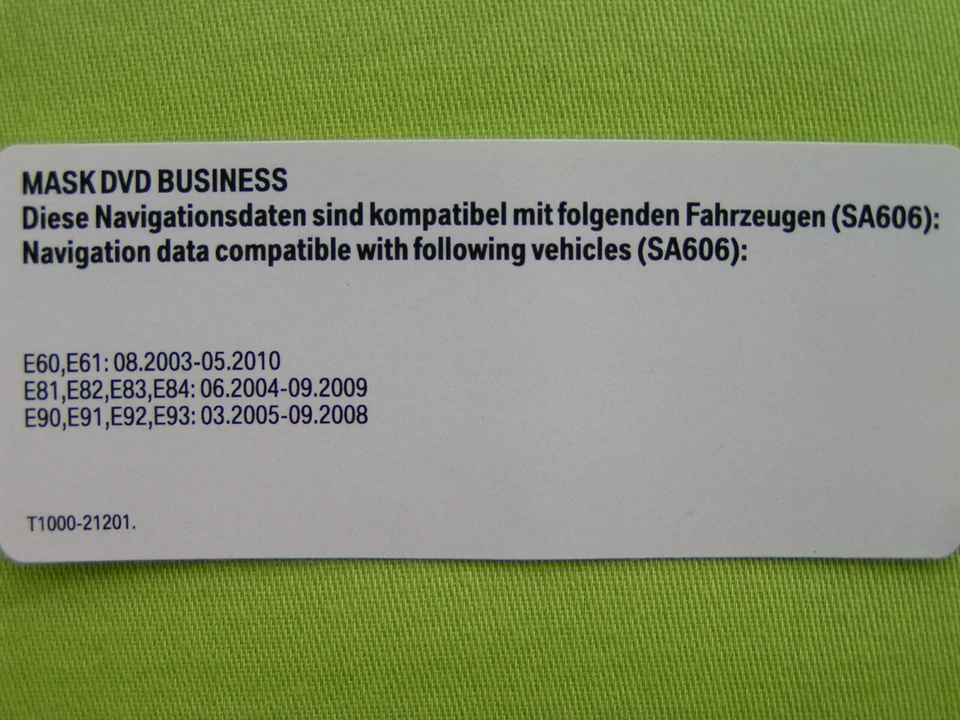 MASK DVD BUSINESS
Diese Navigationsdaten sind kompatibel mit folgenden Fahrzeugen (SA606):
Navigation data compatible with following vehicles (SA606):
E60,E61: 08.2003-05.2010
E81,E82,E83,E84: 06.2004-09.2009
E90,E91,E92,E93: 03.2005-09.2008
T1000-21201.